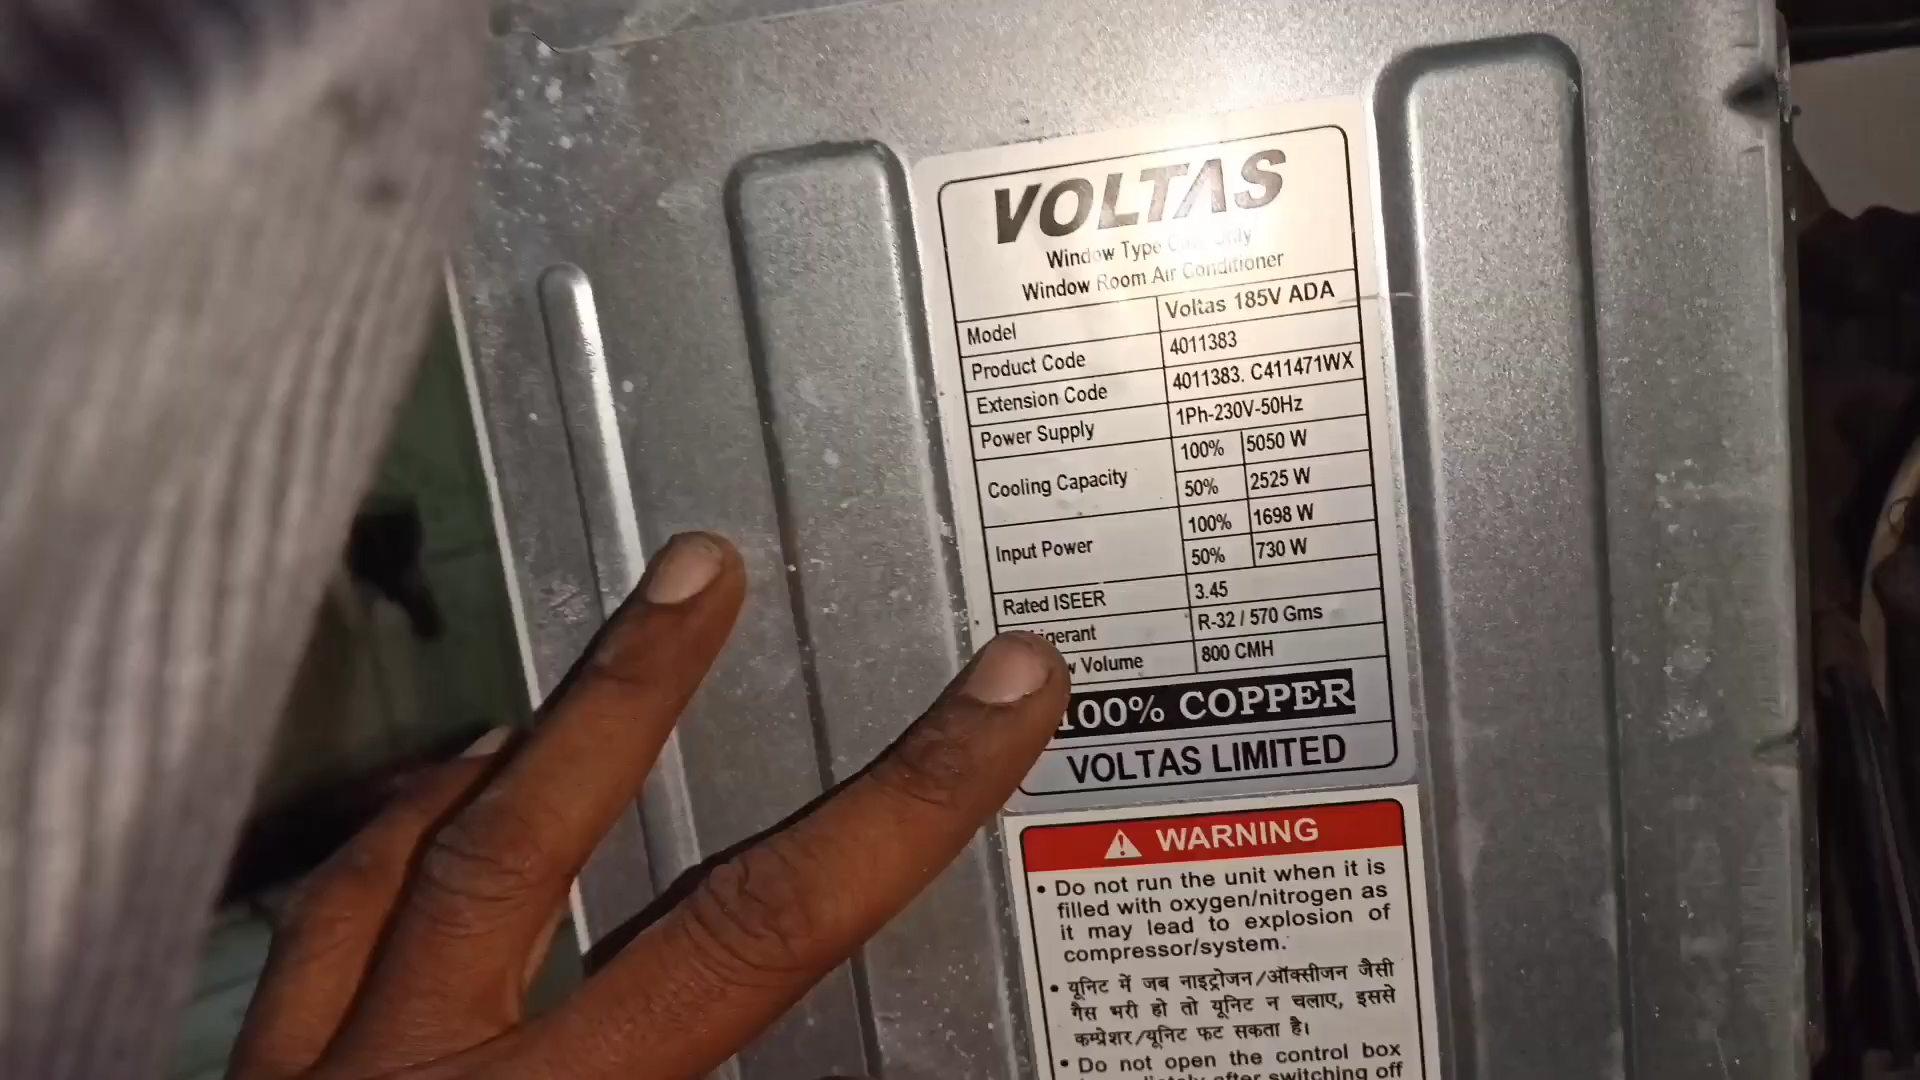 VOLTAS
Window Type Only
Window Room Air Conditioner
Model Voltas 185V ADA
Product Code 4011383
Extension Code 4011383. C411471WX
Power Supply 1Ph-230V-50Hz
Cooling Capacity 100% 5050 W
50% 2525 W
Input Power 100% 1698 W
50% 730 W
Rated ISEER 3.45
R-32 / 570 Gms
Volume 800 CMH
100% COPPER
VOLTAS LIMITED
WARNING
• Do not run the unit when it is
filled with oxygen/nitrogen as
it may lead to explosion of
compressor/system.
• यूनिट में जब नाइट्रोजन/ऑक्सीजन जैसी
गैस भरी हो तो यूनिट न चलाए, इससे
कम्प्रेशर/यूनिट फट सकता है।
• Do not open the control box
after switching off